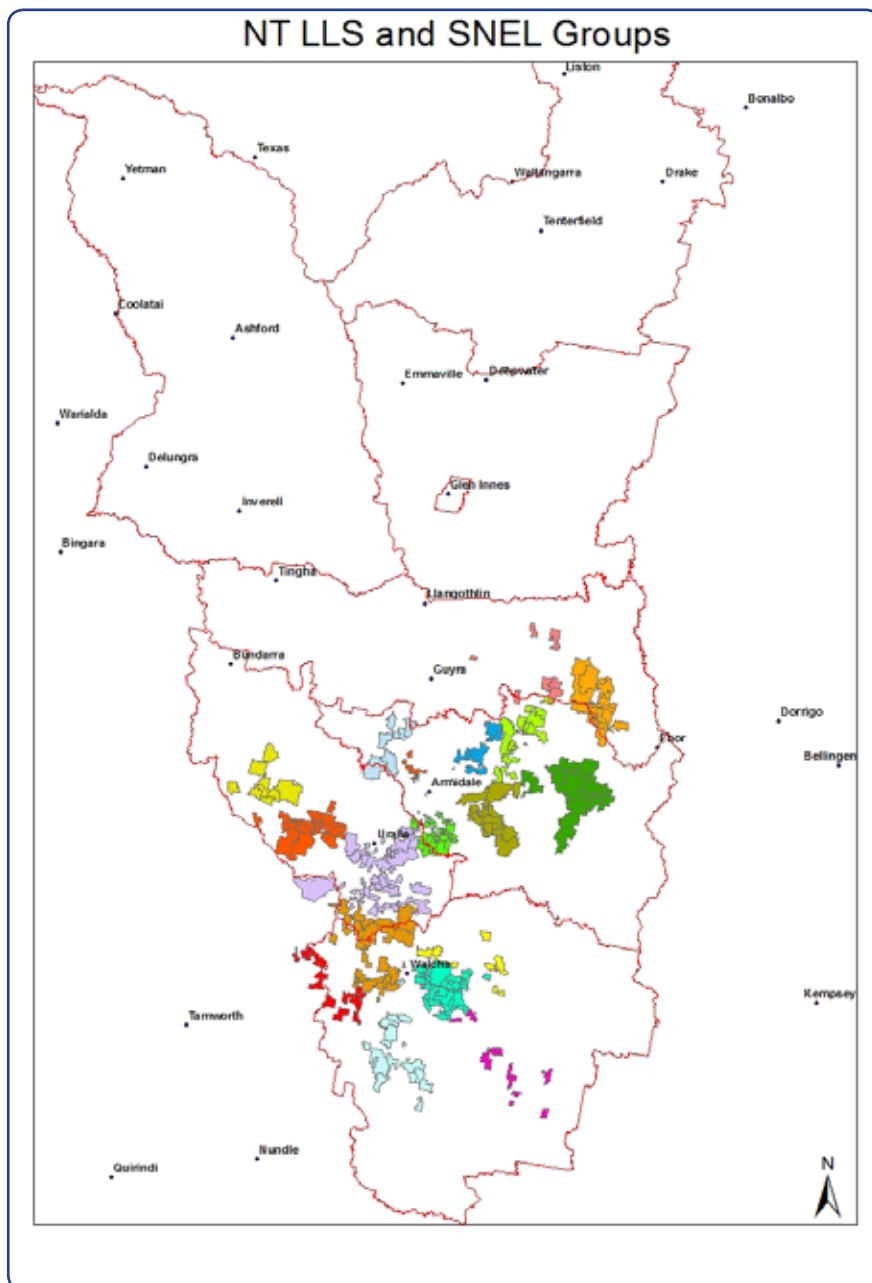 NT LLS and SNEL Groups
Liston
Bonalbo
Texas
Yetman
Wallangarra
Drake
Tenterfield
Coolatai
Ashford
Emmaville
Deepwater
Warialda
Delungra
Glen Innes
Inverell
Bingara
Tingha
Llangothlin
Bundarra
Guyra
Dorrigo
Ebor
Bellingen
Armidale
Uralla
Walcha
Kempsey
Tamworth
Nundle
Quirindi
N